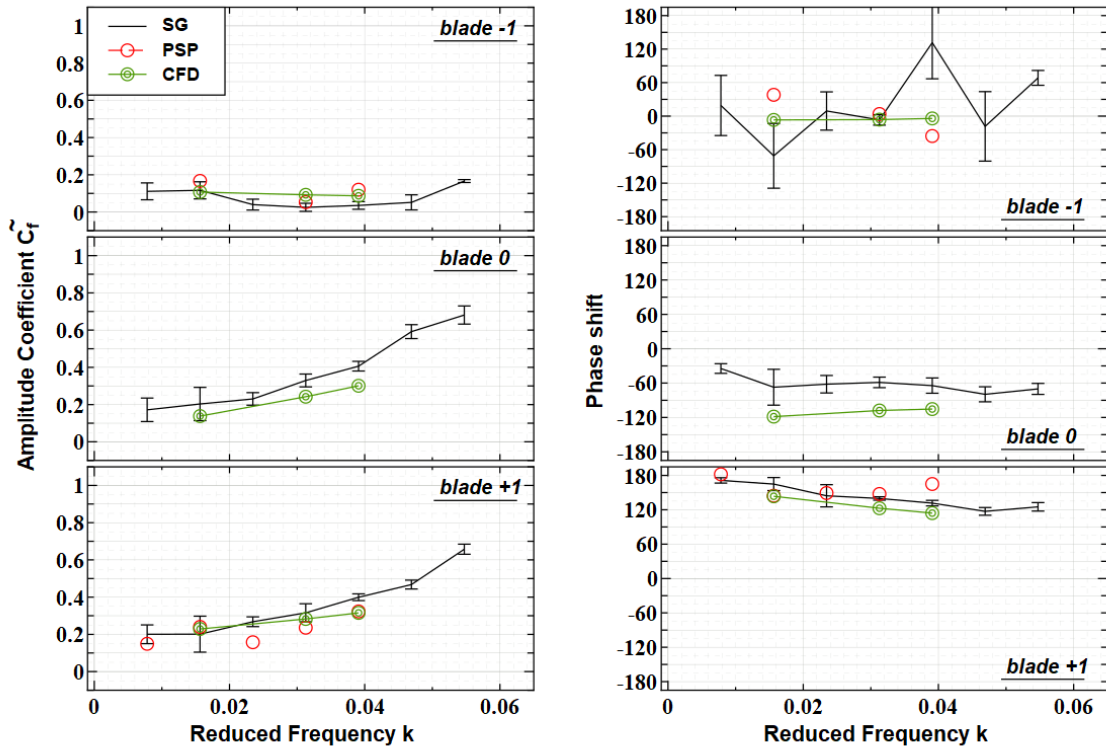 SG
PSP
CFD
blade -1
1
0.8
0.6
0.4
0.2
0
blade 0
1
0.8
0.6
0.4
0.2
0
blade +1
1
0.8
0.6
0.4
0.2
0
Amplitude Coefficient C̃f
0 0.02 0.04 0.06
Reduced Frequency k
180
120
60
0
-60
-120
-180
blade -1
180
120
60
0
-60
-120
-180
blade 0
180
120
60
0
-60
-120
-180
blade +1
Phase shift
0 0.02 0.04 0.06
Reduced Frequency k